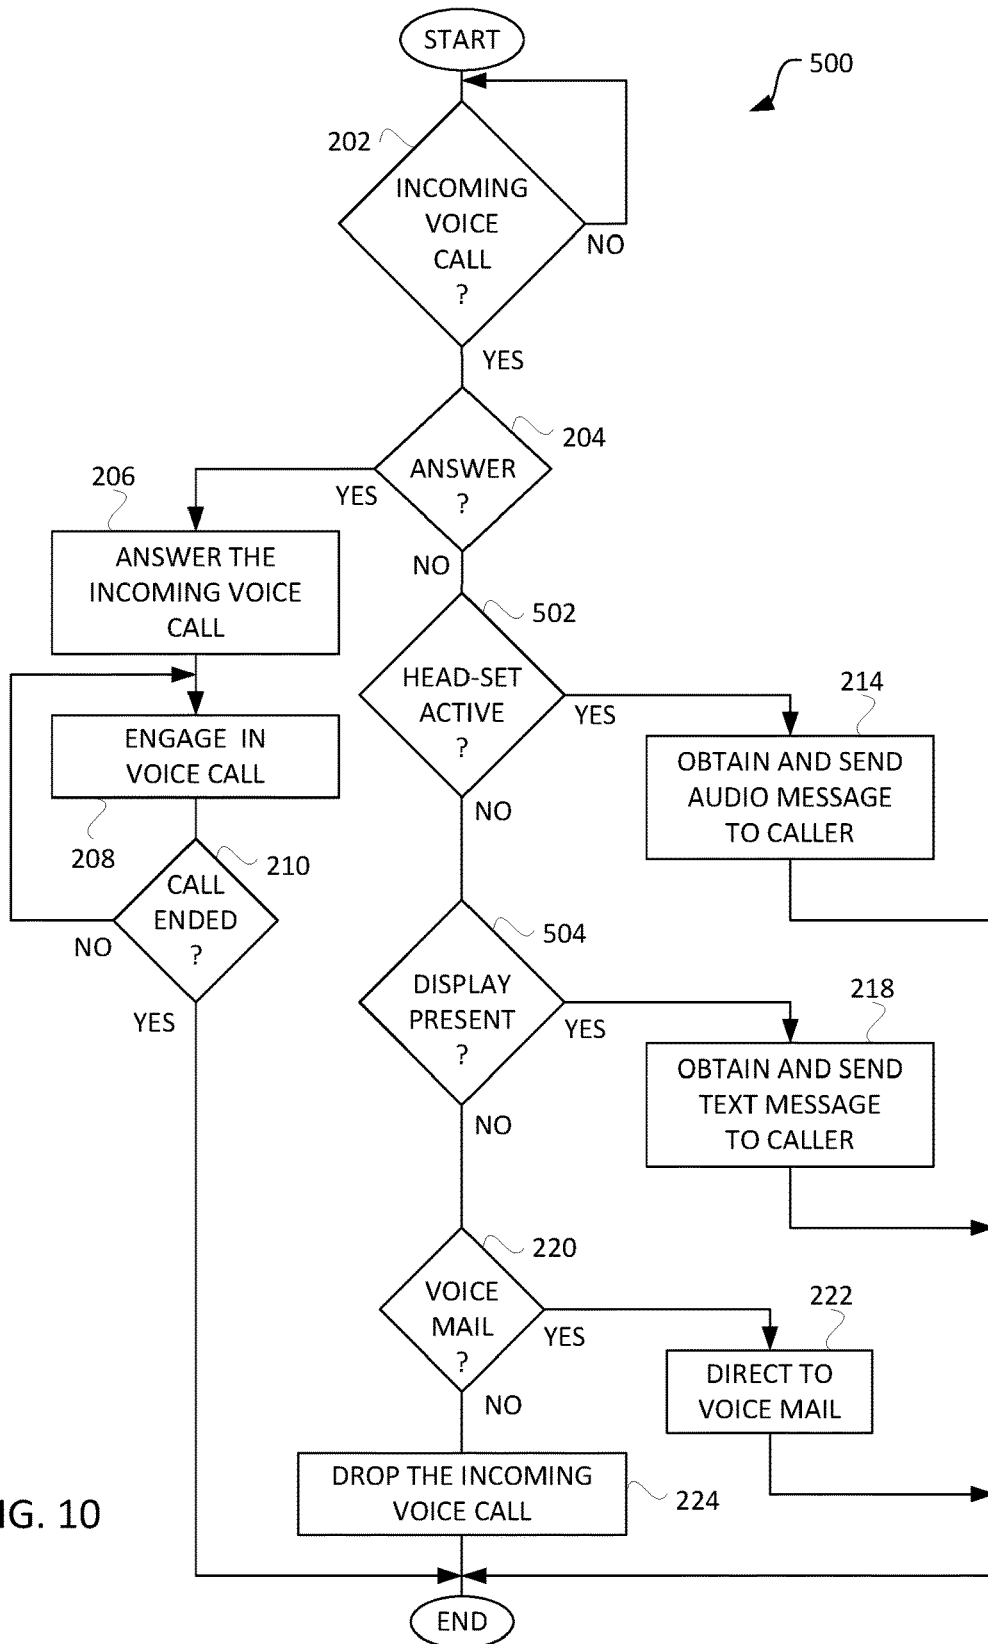 START
500
202
INCOMING
VOICE
CALL
?
NO
YES
204
ANSWER
?
YES
NO
206
ANSWER THE
INCOMING VOICE
CALL
502
HEAD-SET
ACTIVE
?
YES
NO
214
OBTAIN AND SEND
AUDIO MESSAGE
TO CALLER
ENGAGE IN
VOICE CALL
208
210
CALL
ENDED
?
NO
YES
504
DISPLAY
PRESENT
?
YES
NO
218
OBTAIN AND SEND
TEXT MESSAGE
TO CALLER
220
VOICE
MAIL
?
YES
NO
222
DIRECT TO
VOICE MAIL
DROP THE INCOMING
VOICE CALL
224
IG. 10
END